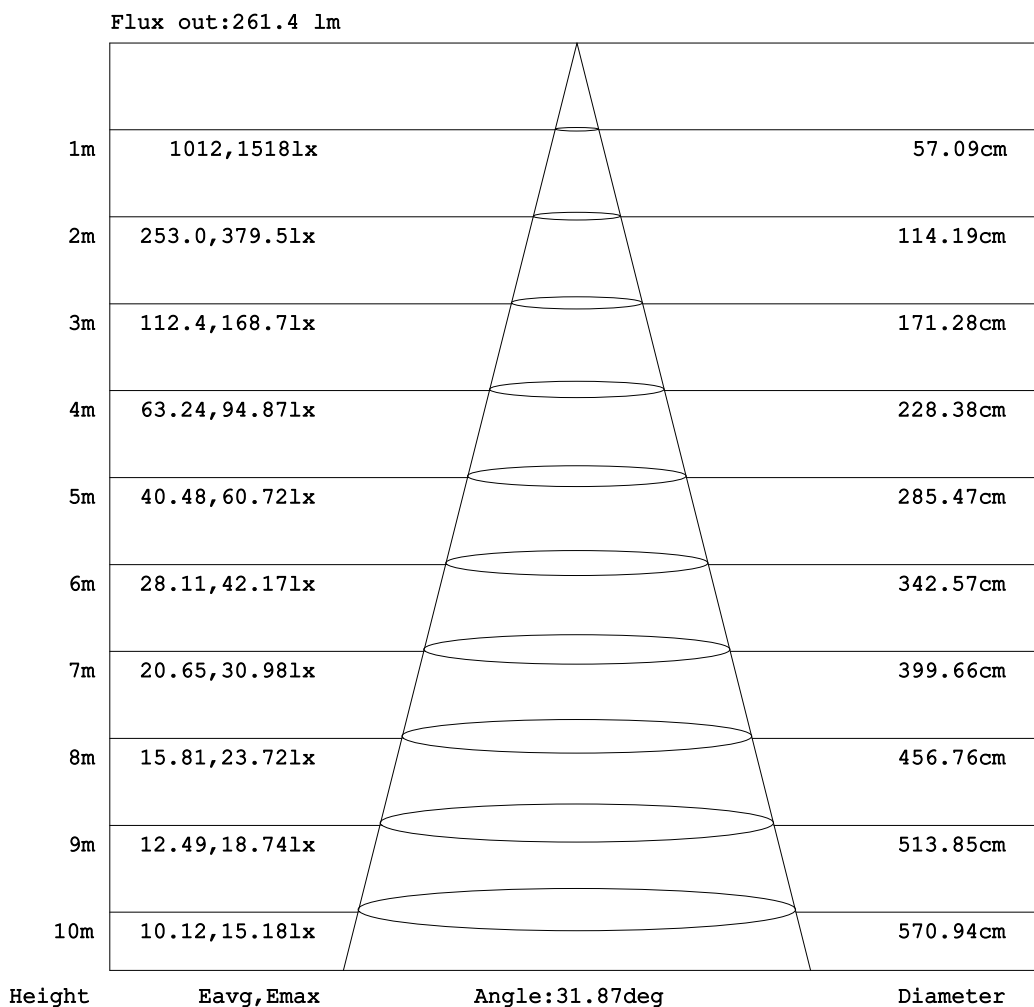 Flux out:261.4 lm
1m 1012,1518lx 57.09cm
2m 253.0,379.5lx 114.19cm
3m 112.4,168.7lx 171.28cm
4m 63.24,94.87lx 228.38cm
5m 40.48,60.72lx 285.47cm
6m 28.11,42.17lx 342.57cm
7m 20.65,30.98lx 399.66cm
8m 15.81,23.72lx 456.76cm
9m 12.49,18.74lx 513.85cm
10m 10.12,15.18lx 570.94cm
Height Eavg,Emax Angle:31.87deg Diameter